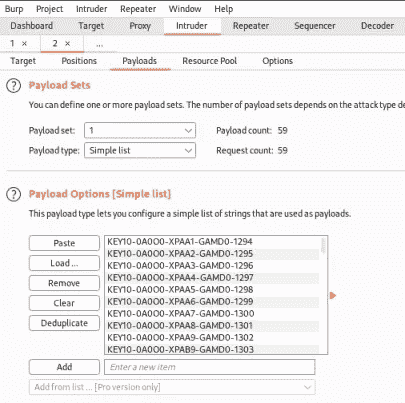 Burp Project Intruder Repeater Window Help
Dashboard Target Proxy Intruder Repeater Sequencer Decoder
1 × 2 × ...
Target Positions Payloads Resource Pool Options
? Payload Sets
You can define one or more payload sets. The number of payload sets depends on the attack type de
Payload set: 1 Payload count: 59
Payload type: Simple list Request count: 59
? Payload Options [Simple list]
This payload type lets you configure a simple list of strings that are used as payloads.
Paste KEY10-0A0O0-XPAA1-GAMD0-1294
KEY10-0A0O0-XPAA2-GAMD0-1295
Load ... KEY10-0A0O0-XPAA3-GAMD0-1296
KEY10-0A0O0-XPAA4-GAMD0-1297
Remove KEY10-0A0O0-XPAA5-GAMD0-1298
KEY10-0A0O0-XPAA6-GAMD0-1299
Clear KEY10-0A0O0-XPAA7-GAMD0-1300
Deduplicate KEY10-0A0O0-XPAA8-GAMD0-1301
KEY10-0A0O0-XPAA9-GAMD0-1302
KEY10-0A0O0-XPAB9-GAMD0-1303
Add Enter a new item
Add from list ... [Pro version only]